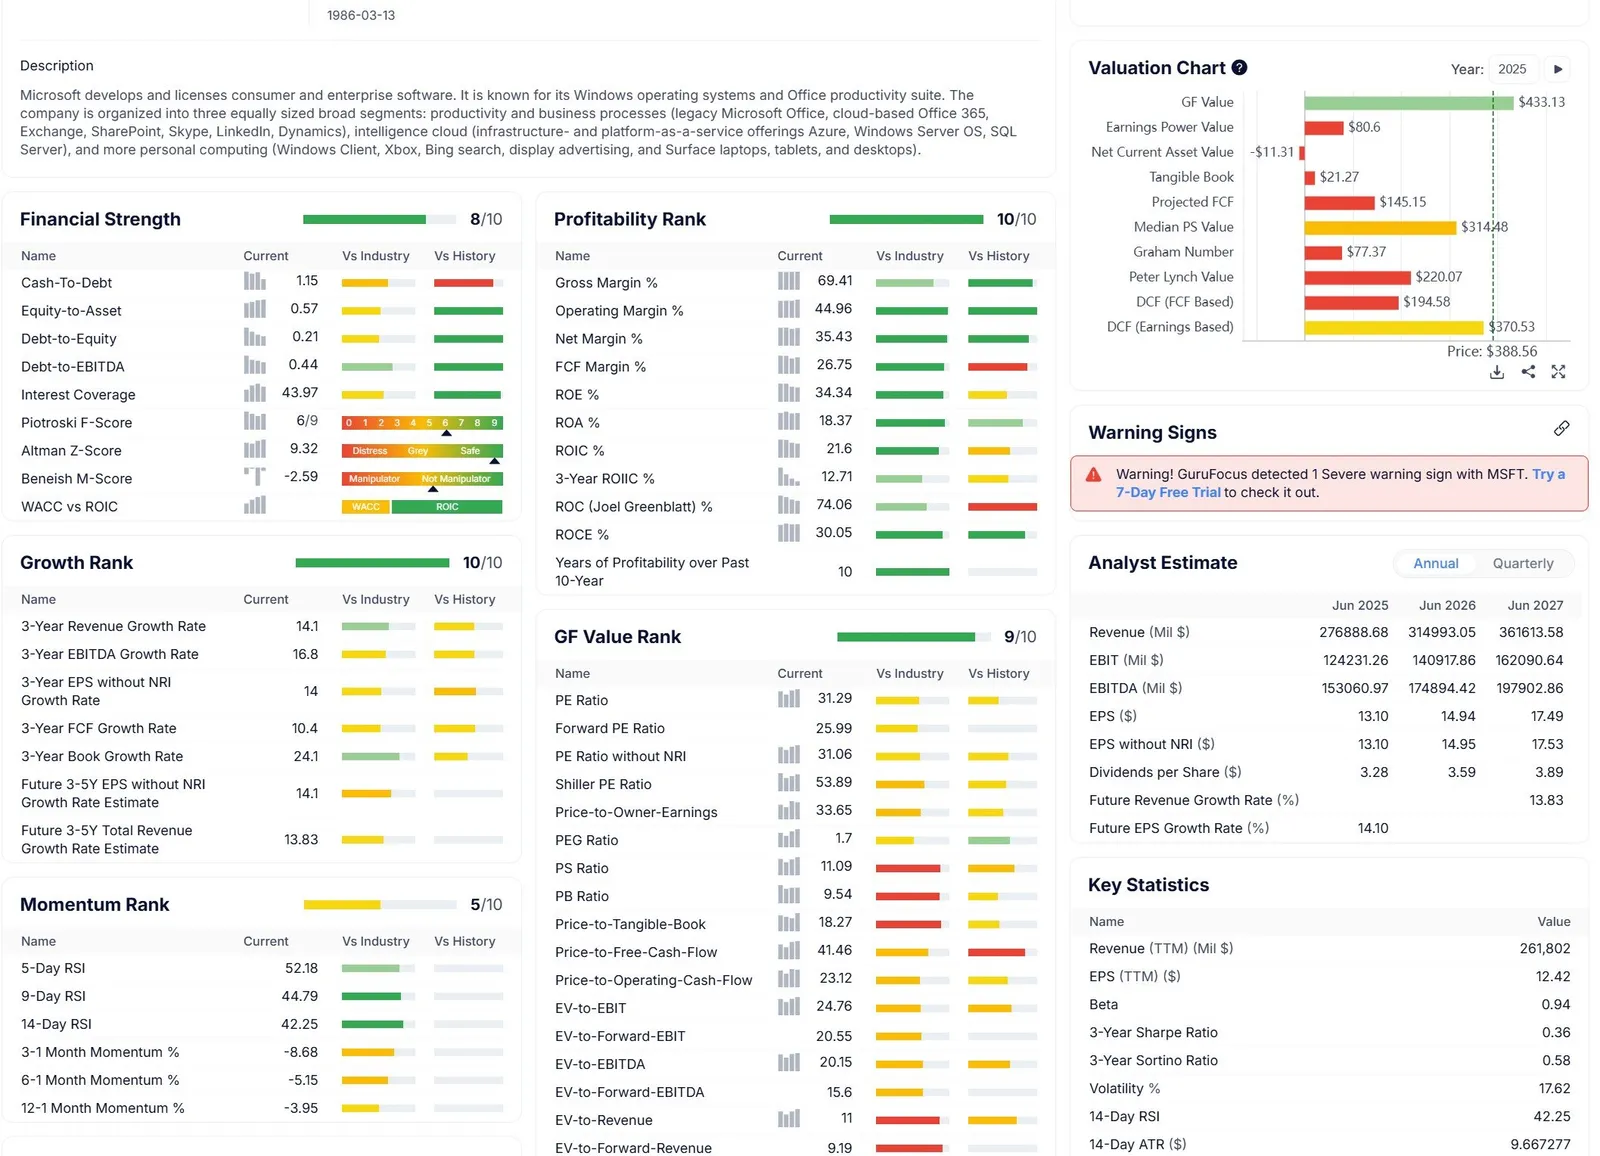 1986-03-13
Description
Microsoft develops and licenses consumer and enterprise software. It is known for its Windows operating systems and Office productivity suite. The
company is organized into three equally sized broad segments: productivity and business processes (legacy Microsoft Office, cloud-based Office 365,
Exchange, SharePoint, Skype, LinkedIn, Dynamics), intelligence cloud (infrastructure- and platform-as-a-service offerings Azure, Windows Server OS, SQL
Server), and more personal computing (Windows Client, Xbox, Bing search, display advertising, and Surface laptops, tablets, and desktops).
Financial Strength 8/10
Name Current Vs Industry Vs History
Cash-To-Debt 1.15
Equity-to-Asset 0.57
Debt-to-Equity 0.21
Debt-to-EBITDA 0.44
Interest Coverage 43.97
Piotroski F-Score 6/9 0 1 2 3 4 5 6 7 8 9
Altman Z-Score 9.32 Distress Grey Safe
Beneish M-Score -2.59 Manipulator Not Manipulator
WACC vs ROIC WACC ROIC
Growth Rank 10/10
Name Current Vs Industry Vs History
3-Year Revenue Growth Rate 14.1
3-Year EBITDA Growth Rate 16.8
3-Year EPS without NRI
Growth Rate 14
3-Year FCF Growth Rate 10.4
3-Year Book Growth Rate 24.1
Future 3-5Y EPS without NRI
Growth Rate Estimate 14.1
Future 3-5Y Total Revenue
Growth Rate Estimate 13.83
Momentum Rank 5/10
Name Current Vs Industry Vs History
5-Day RSI 52.18
9-Day RSI 44.79
14-Day RSI 42.25
3-1 Month Momentum % -8.68
6-1 Month Momentum % -5.15
12-1 Month Momentum % -3.95
Profitability Rank 10/10
Name Current Vs Industry Vs History
Gross Margin % 69.41
Operating Margin % 44.96
Net Margin % 35.43
FCF Margin % 26.75
ROE % 34.34
ROA % 18.37
ROIC % 21.6
3-Year ROIIC % 12.71
ROC (Joel Greenblatt) % 74.06
ROCE % 30.05
Years of Profitability over Past
10-Year 10
GF Value Rank 9/10
Name Current Vs Industry Vs History
PE Ratio 31.29
Forward PE Ratio 25.99
PE Ratio without NRI 31.06
Shiller PE Ratio 53.89
Price-to-Owner-Earnings 33.65
PEG Ratio 1.7
PS Ratio 11.09
PB Ratio 9.54
Price-to-Tangible-Book 18.27
Price-to-Free-Cash-Flow 41.46
Price-to-Operating-Cash-Flow 23.12
EV-to-EBIT 24.76
EV-to-Forward-EBIT 20.55
EV-to-EBITDA 20.15
EV-to-Forward-EBITDA 15.6
EV-to-Revenue 11
EV-to-Forward-Revenue 9.19
Valuation Chart ? Year: 2025
GF Value $433.13
Earnings Power Value $80.6
Net Current Asset Value -$11.31
Tangible Book $21.27
Projected FCF $145.15
Median PS Value $314.48
Graham Number $77.37
Peter Lynch Value $220.07
DCF (FCF Based) $194.58
DCF (Earnings Based) $370.53
Price: $388.56
Warning Signs
Warning! GuruFocus detected 1 Severe warning sign with MSFT. Try a
7-Day Free Trial to check it out.
Analyst Estimate Annual Quarterly
Jun 2025 Jun 2026 Jun 2027
Revenue (Mil $) 276888.68 314993.05 361613.58
EBIT (Mil $) 124231.26 140917.86 162090.64
EBITDA (Mil $) 153060.97 174894.42 197902.86
EPS ($) 13.10 14.94 17.49
EPS without NRI ($) 13.10 14.95 17.53
Dividends per Share ($) 3.28 3.59 3.89
Future Revenue Growth Rate (%) 13.83
Future EPS Growth Rate (%) 14.10
Key Statistics
Name Value
Revenue (TTM) (Mil $) 261,802
EPS (TTM) ($) 12.42
Beta 0.94
3-Year Sharpe Ratio 0.36
3-Year Sortino Ratio 0.58
Volatility % 17.62
14-Day RSI 42.25
14-Day ATR ($) 9.667277